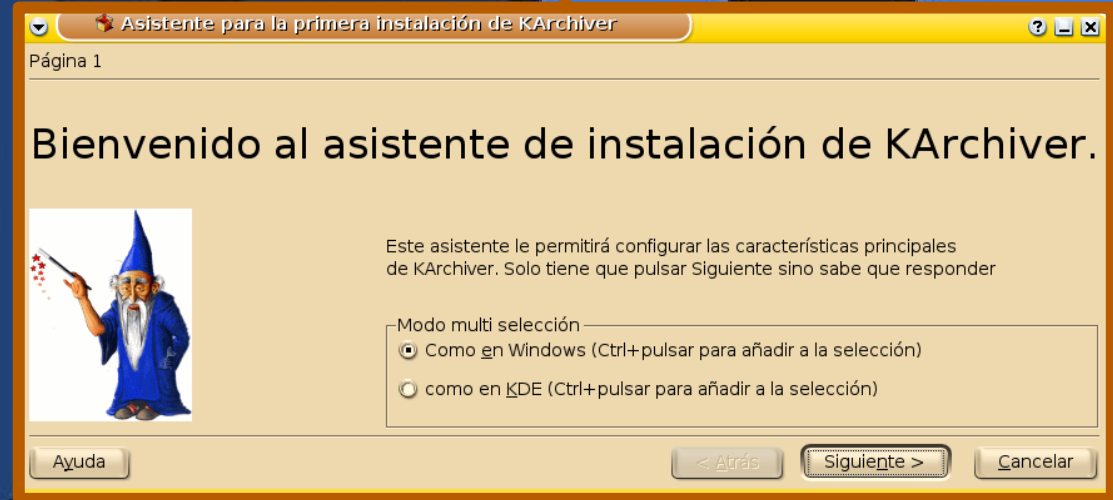 Asistente para la primera instalación de KArchiver
Página 1
Bienvenido al asistente de instalación de KArchiver.
Este asistente le permitirá configurar las características principales
de KArchiver. Solo tiene que pulsar Siguiente sino sabe que responder
Modo multi selección
Como en Windows (Ctrl+pulsar para añadir a la selección)
como en KDE (Ctrl+pulsar para añadir a la selección)
Ayuda
< Atrás
Siguiente >
Cancelar